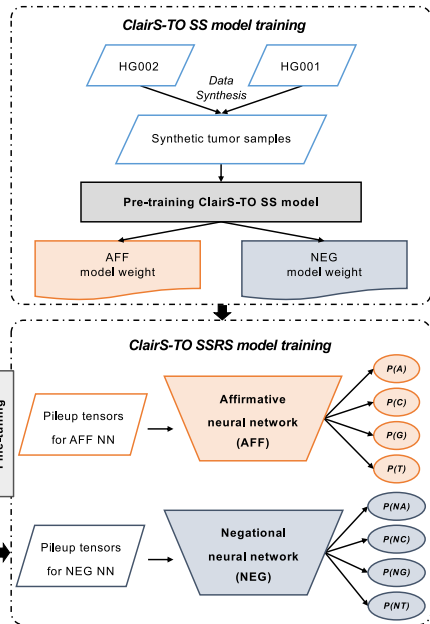 ClairS-TO SS model training
HG002
HG001
Data
Synthesis
Synthetic tumor samples
Pre-training ClairS-TO SS model
AFF
model weight
NEG
model weight
ClairS-TO SSRS model training
Pileup tensors
for AFF NN
Affirmative
neural network
(AFF)
P(A)
P(C)
P(G)
P(T)
Pileup tensors
for NEG NN
Negational
neural network
(NEG)
P(NA)
P(NC)
P(NG)
P(NT)